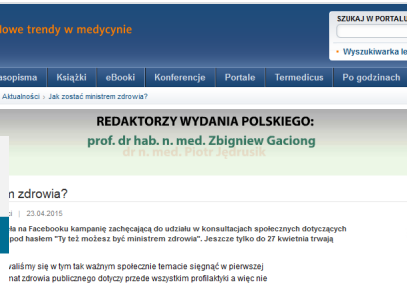 Nowe trendy w medycynie
SZUKAJ W PORTALU
Wyszukiwarka le
asopisma Książki eBooki Konferencje Portale Termedicus Po godzinach
Aktualności » Jak zostać ministrem zdrowia?
REDAKTORZY WYDANIA POLSKIEGO:
prof. dr hab. n. med. Zbigniew Gaciong
dr n. med. Piotr Jędrusik
m zdrowia?
ci | 23.04.2015
ła na Facebooku kampanię zachęcającą do udziału w konsultacjach społecznych dotyczących
pod hasłem "Ty też możesz być ministrem zdrowia". Jeszcze tylko do 27 kwietnia trwają
waliśmy się w tym tak ważnym społecznie temacie sięgnąć w pierwszej
mat zdrowia publicznego dotyczy przede wszystkim profilaktyki a więc nie